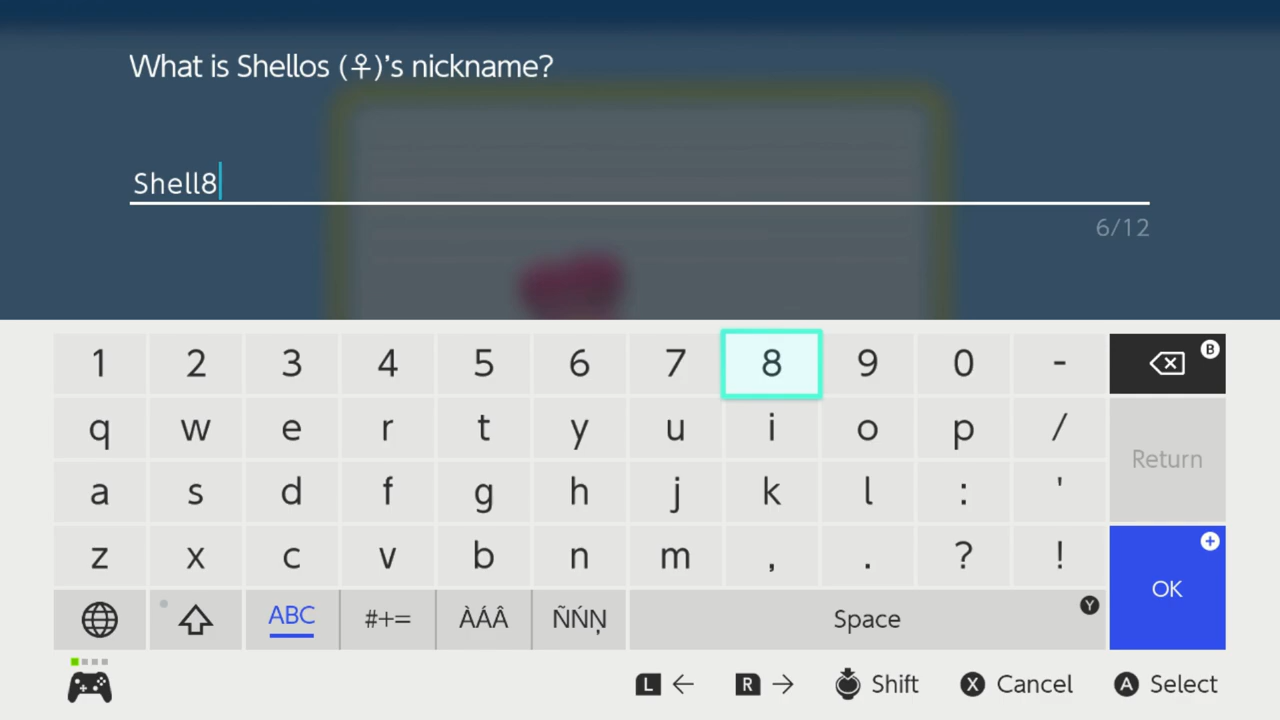 What is Shellos (♀)'s nickname?
Shell8
6/12
1 2 3 4 5 6 7 8 9 0 - B
q w e r t y u i o p /
Return
a s d f g h j k l : '
z x c v b n m , . ? ! +
OK
ABC #+= ÀÁÂ ÑŃŅ Space Y
L ← R → Shift X Cancel A Select